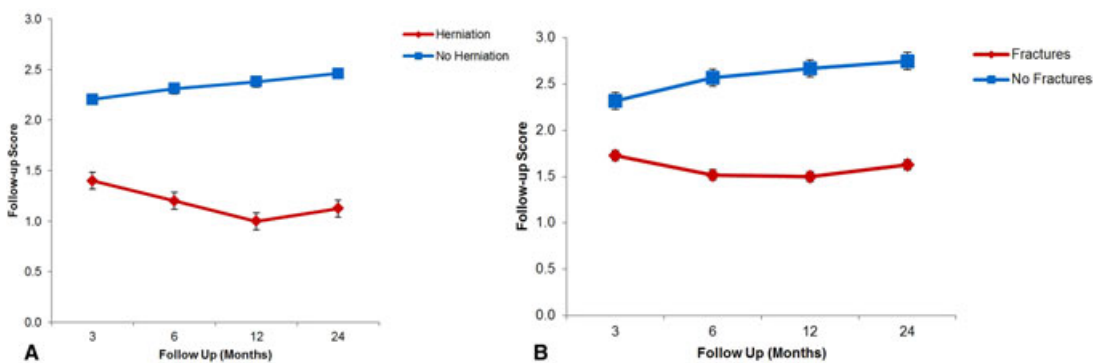 3.0
2.5
2.0
1.5
1.0
0.5
0.0
Follow-up Score
Herniation
No Herniation
3 6 12 24
Follow Up (Months)
A
3.0
2.5
2.0
1.5
1.0
0.5
0.0
Follow-up Score
Fractures
No Fractures
3 6 12 24
Follow Up (Months)
B